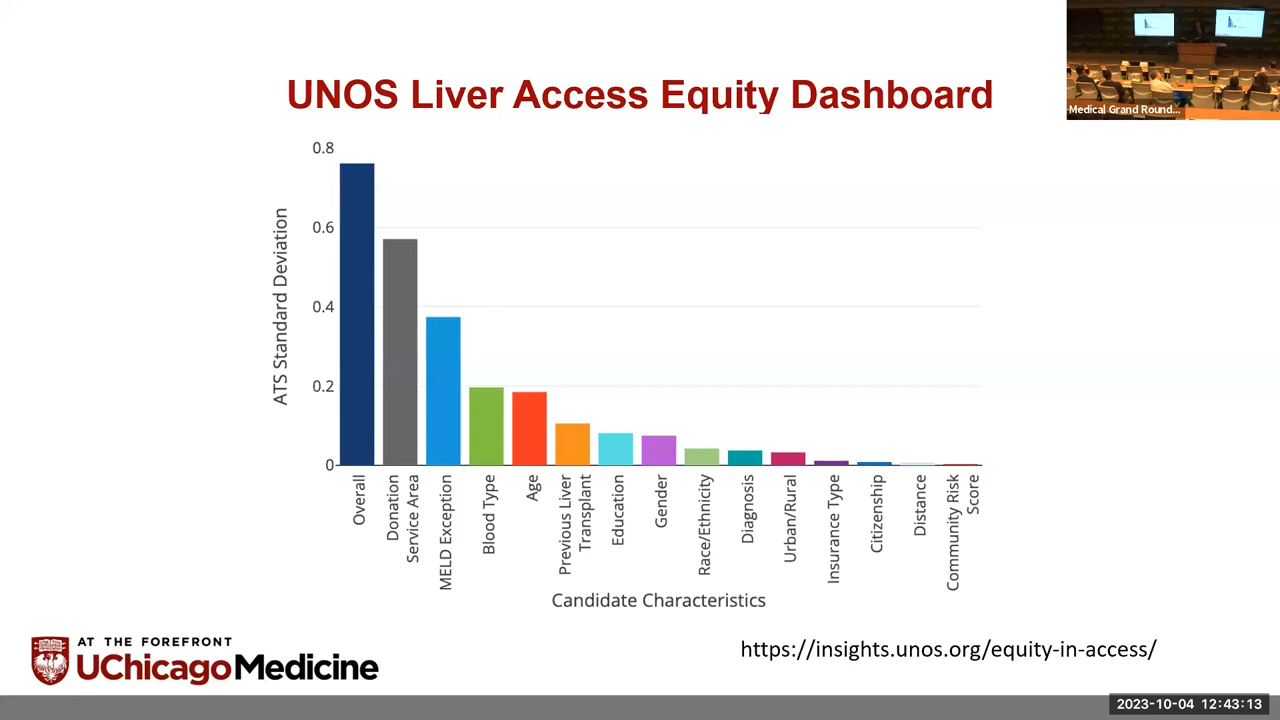 UNOS Liver Access Equity Dashboard
Medical Grand Round...
0.8
0.6
0.4
0.2
0
ATS Standard Deviation
Overall
Donation
Service Area
MELD Exception
Blood Type
Age
Previous Liver
Transplant
Education
Gender
Race/Ethnicity
Diagnosis
Urban/Rural
Insurance Type
Citizenship
Distance
Community Risk
Score
Candidate Characteristics
AT THE FOREFRONT
UChicagoMedicine
https://insights.unos.org/equity-in-access/
2023-10-04 12:43:13